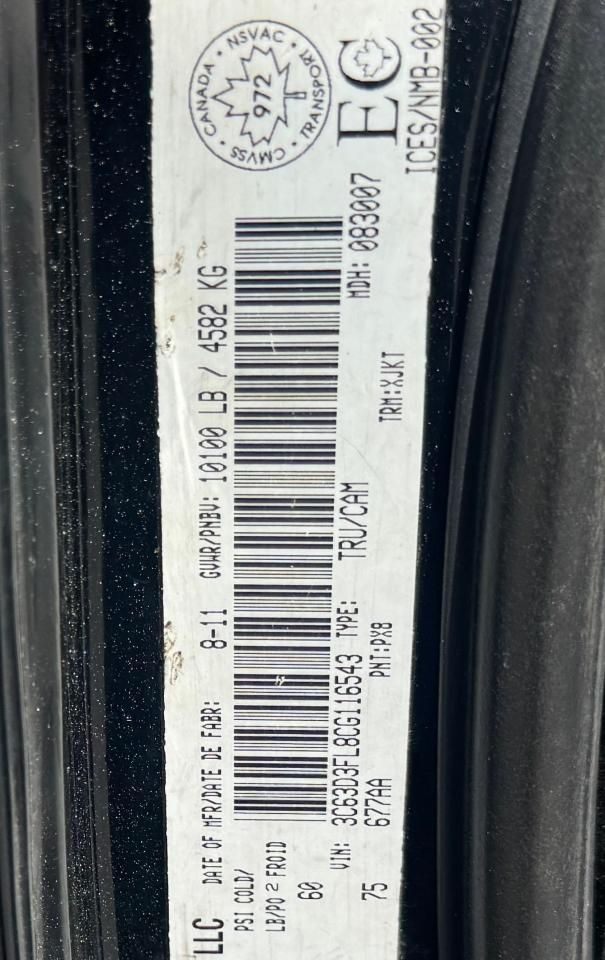 LLC
DATE OF MFR/DATE DE FABR: 8-11 GVWR/PNBV: 10100 LB / 4582 KG
CANADA • NSVAC • TRANSPORT • CMVSS •
972
PSI COLD/
LB/PO 2 FROID
60
75
EC
ICES/NMB-002
VIN: 3C63D3FL8CG116543 TYPE: TRU/CAM MDH: 083007
677AA PNT:PX8 TRM:XJKT